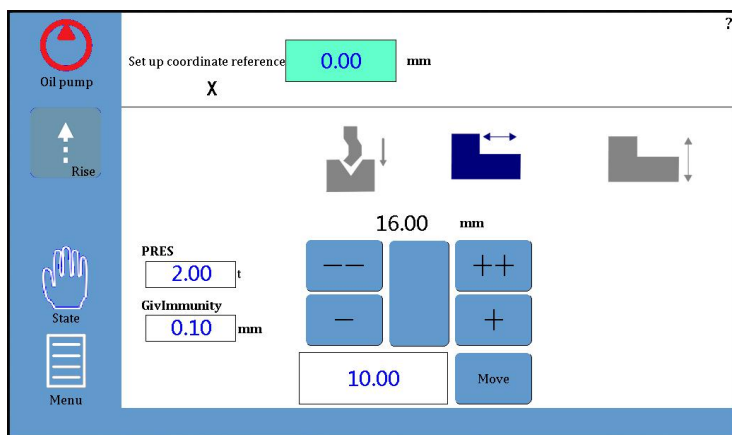 ?
Oil pump
Set up coordinate reference 0.00 mm
X
Rise
16.00 mm
PRES
2.00 t
GivImmunity
0.10 mm
−− ++
− +
State
10.00 Move
Menu